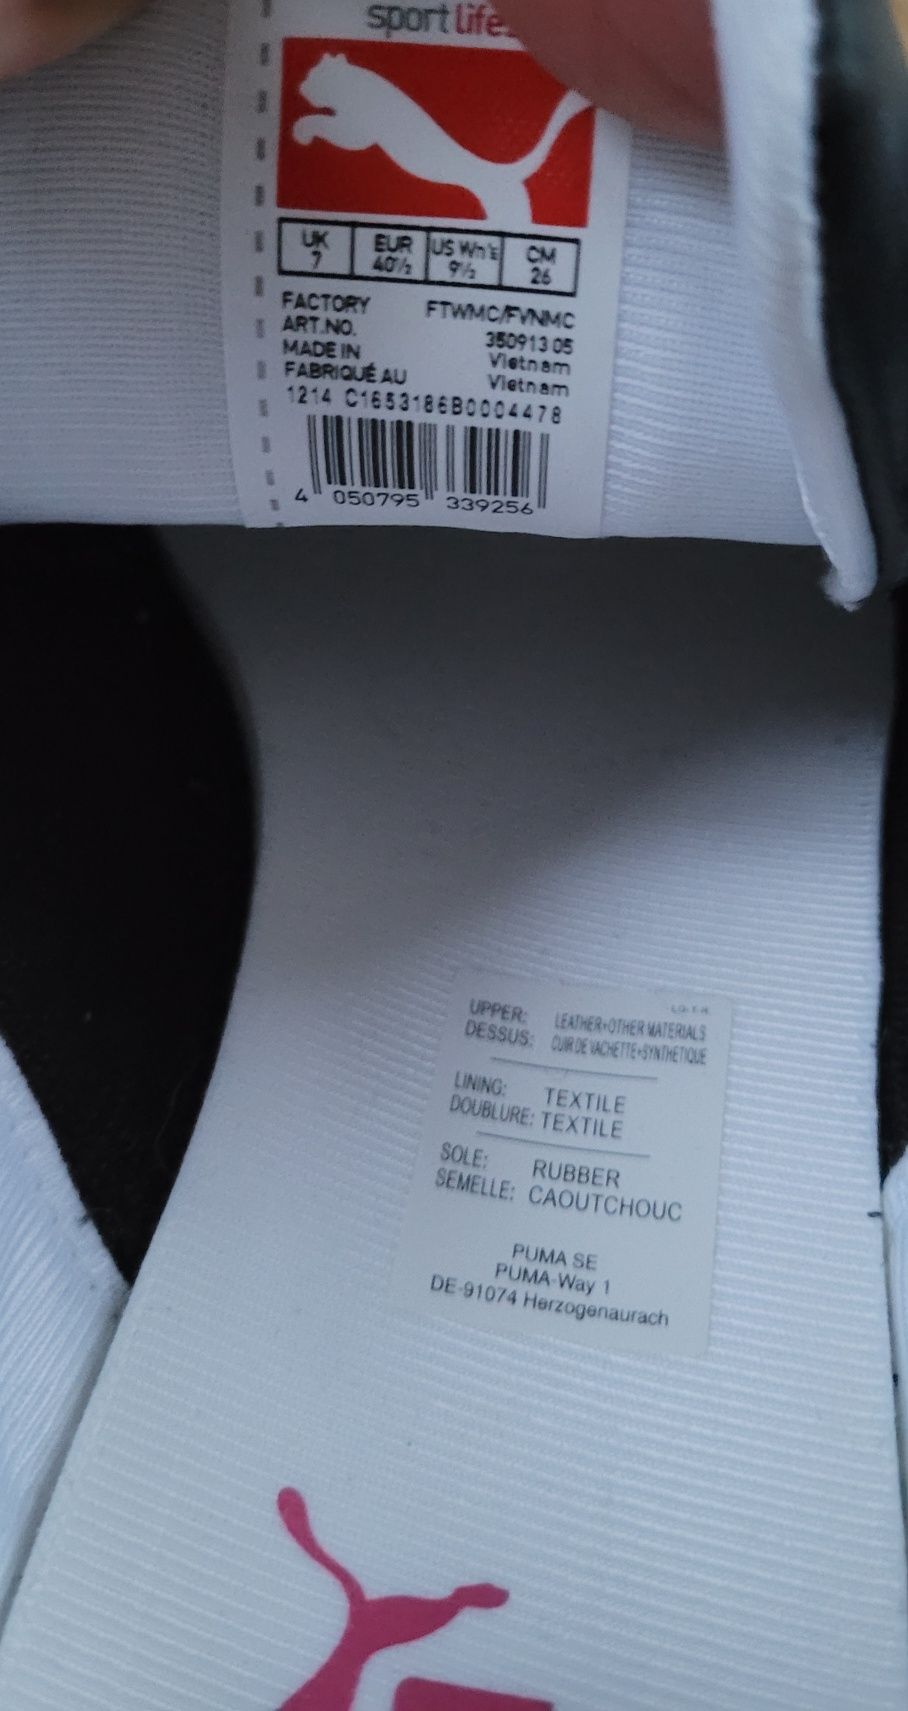 sportlife
UK EUR US Wn's CM
7 40½ 9½ 26
FACTORY FTWMC/FVNMC
ART.NO. 350913 05
MADE IN Vietnam
FABRIQUÉ AU Vietnam
1214 C1653186B0004478
4 050795 339256
UPPER: LEATHER+OTHER MATERIALS
DESSUS: CUIR DE VACHETTE+SYNTHETIQUE
LINING: TEXTILE
DOUBLURE: TEXTILE
SOLE: RUBBER
SEMELLE: CAOUTCHOUC
PUMA SE
PUMA-Way 1
DE-91074 Herzogenaurach